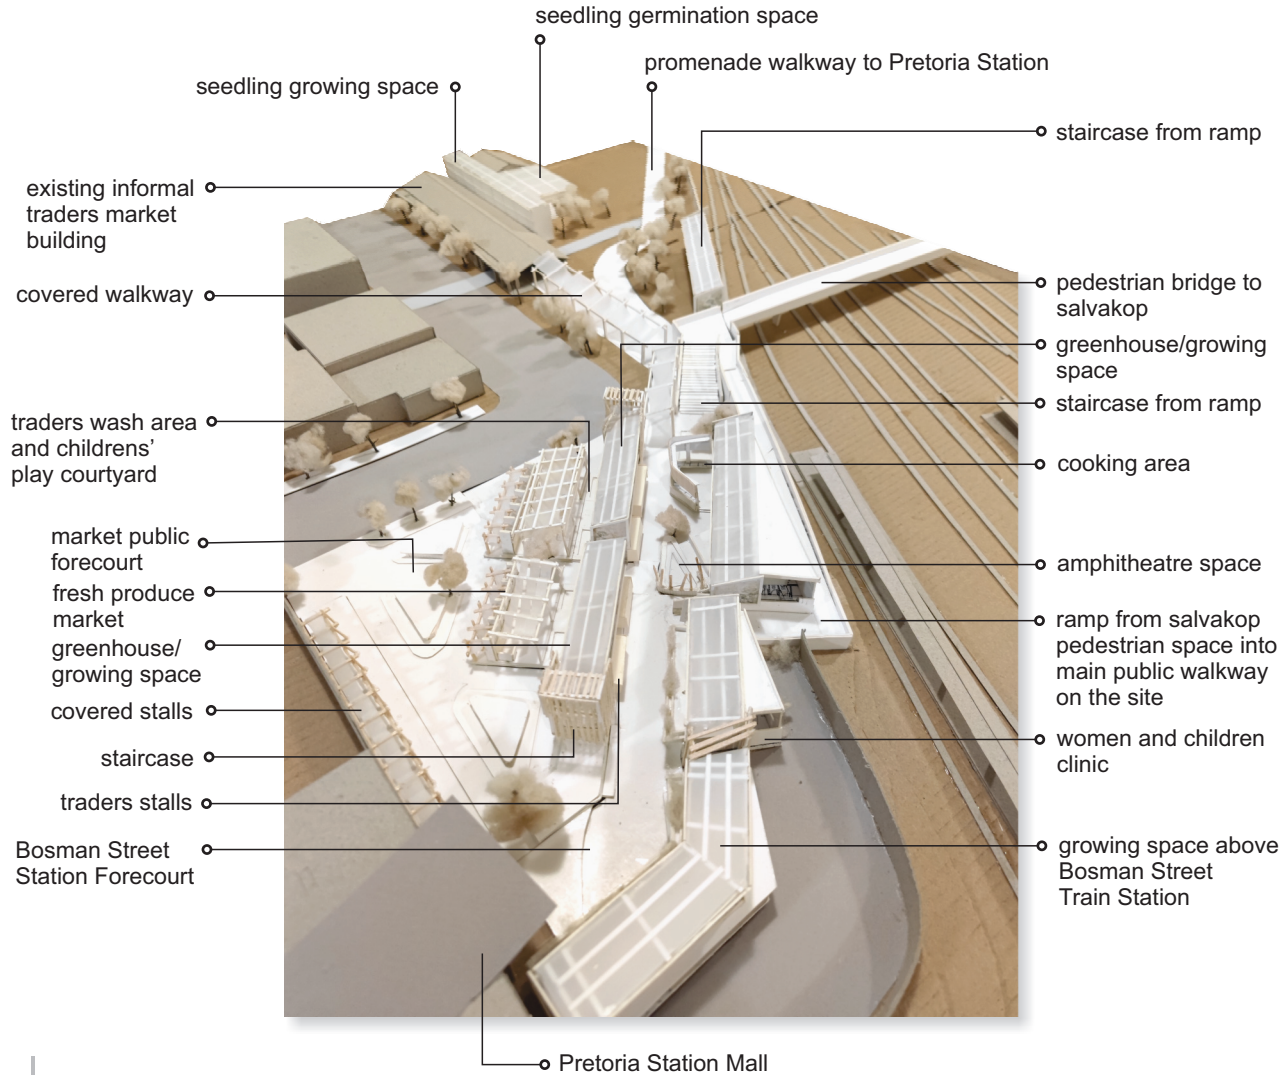 seedling germination space
promenade walkway to Pretoria Station
seedling growing space
staircase from ramp
existing informal
traders market
building
covered walkway
pedestrian bridge to
salvakop
greenhouse/growing
space
staircase from ramp
traders wash area
and childrens’
play courtyard
cooking area
market public
forecourt
amphitheatre space
fresh produce
market
ramp from salvakop
pedestrian space into
main public walkway
on the site
greenhouse/
growing space
covered stalls
women and children
clinic
staircase
traders stalls
Bosman Street
Station Forecourt
growing space above
Bosman Street
Train Station
Pretoria Station Mall